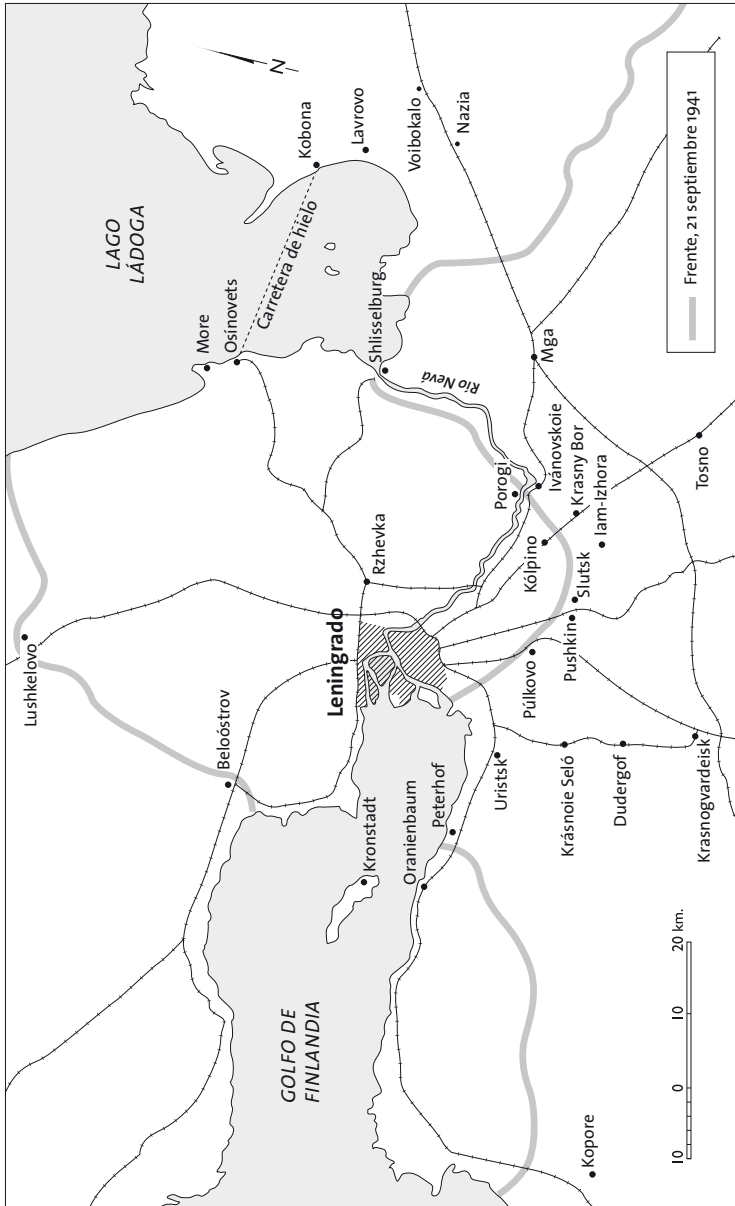 LAGO
LÁDOGA
N
Kobona
Lavrovo
Voibokalo
Nazia
Carretera de hielo
More
Osinovets
Shlisselburg
Río Nevá
Mga
Ivánovskoie
Porogi
Krasny Bor
Iam-Izhora
Tosno
Kólpino
Slutsk
Pushkin
Púlkovo
Rzhevka
Leningrado
Lushkelovo
Beloóstrov
Kronstadt
Oranienbaum
Peterhof
Uristsk
Krásnoie Seló
Dudergof
Krasnogvardeisk
GOLFO DE
FINLANDIA
Kopore
10 0 10 20 km.
Frente, 21 septiembre 1941